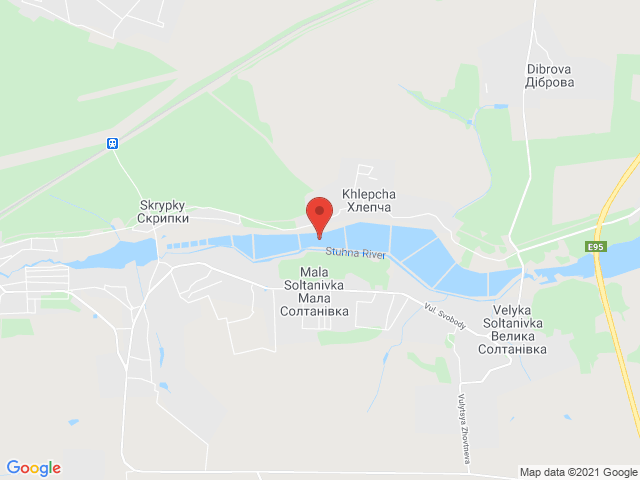 Dibrova
Діброва
Khlepcha
Хлепча
Skrypky
Скрипки
E95
Stuhna River
Mala
Soltanivka
Мала
Солтанівка
Vul. Svobody
Velyka
Soltanivka
Велика
Солтанівка
Vulytsya Zhovtneva
Google
Map data ©2021 Google